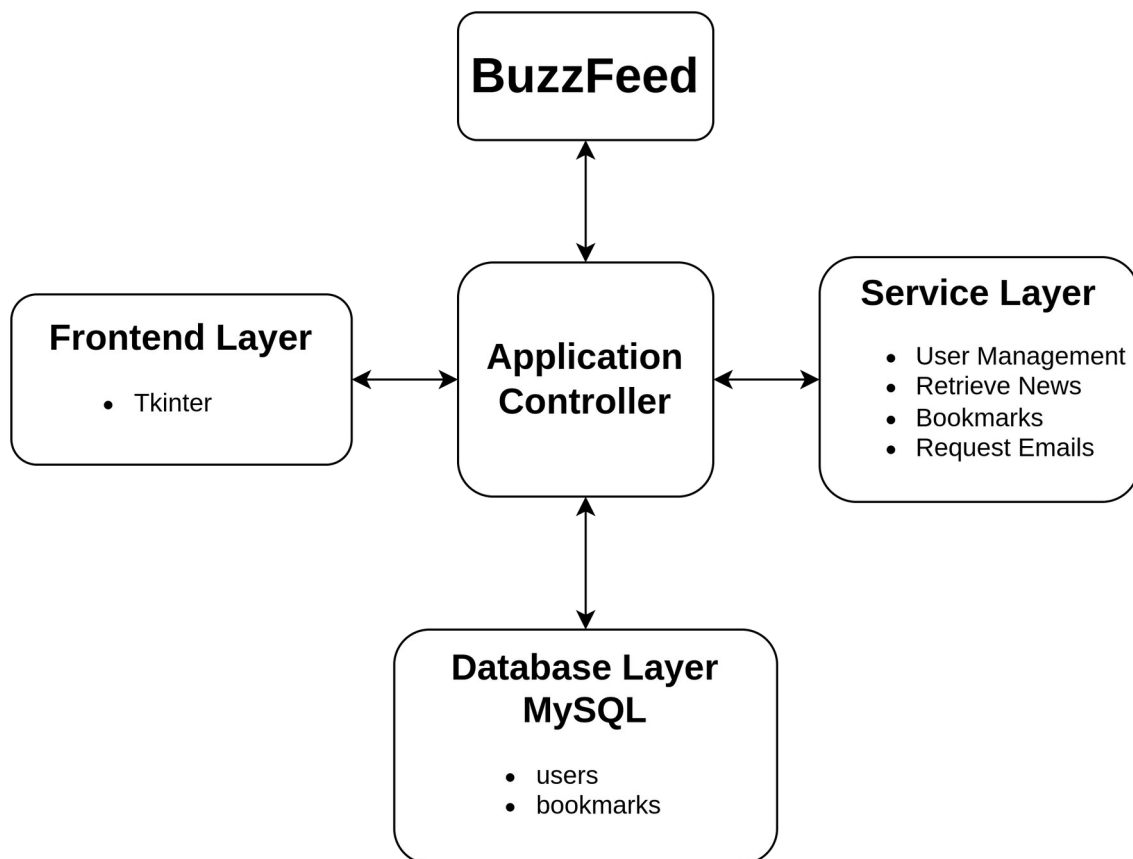 BuzzFeed
Frontend Layer
• Tkinter
Application
Controller
Service Layer
• User Management
• Retrieve News
• Bookmarks
• Request Emails
Database Layer
MySQL
• users
• bookmarks